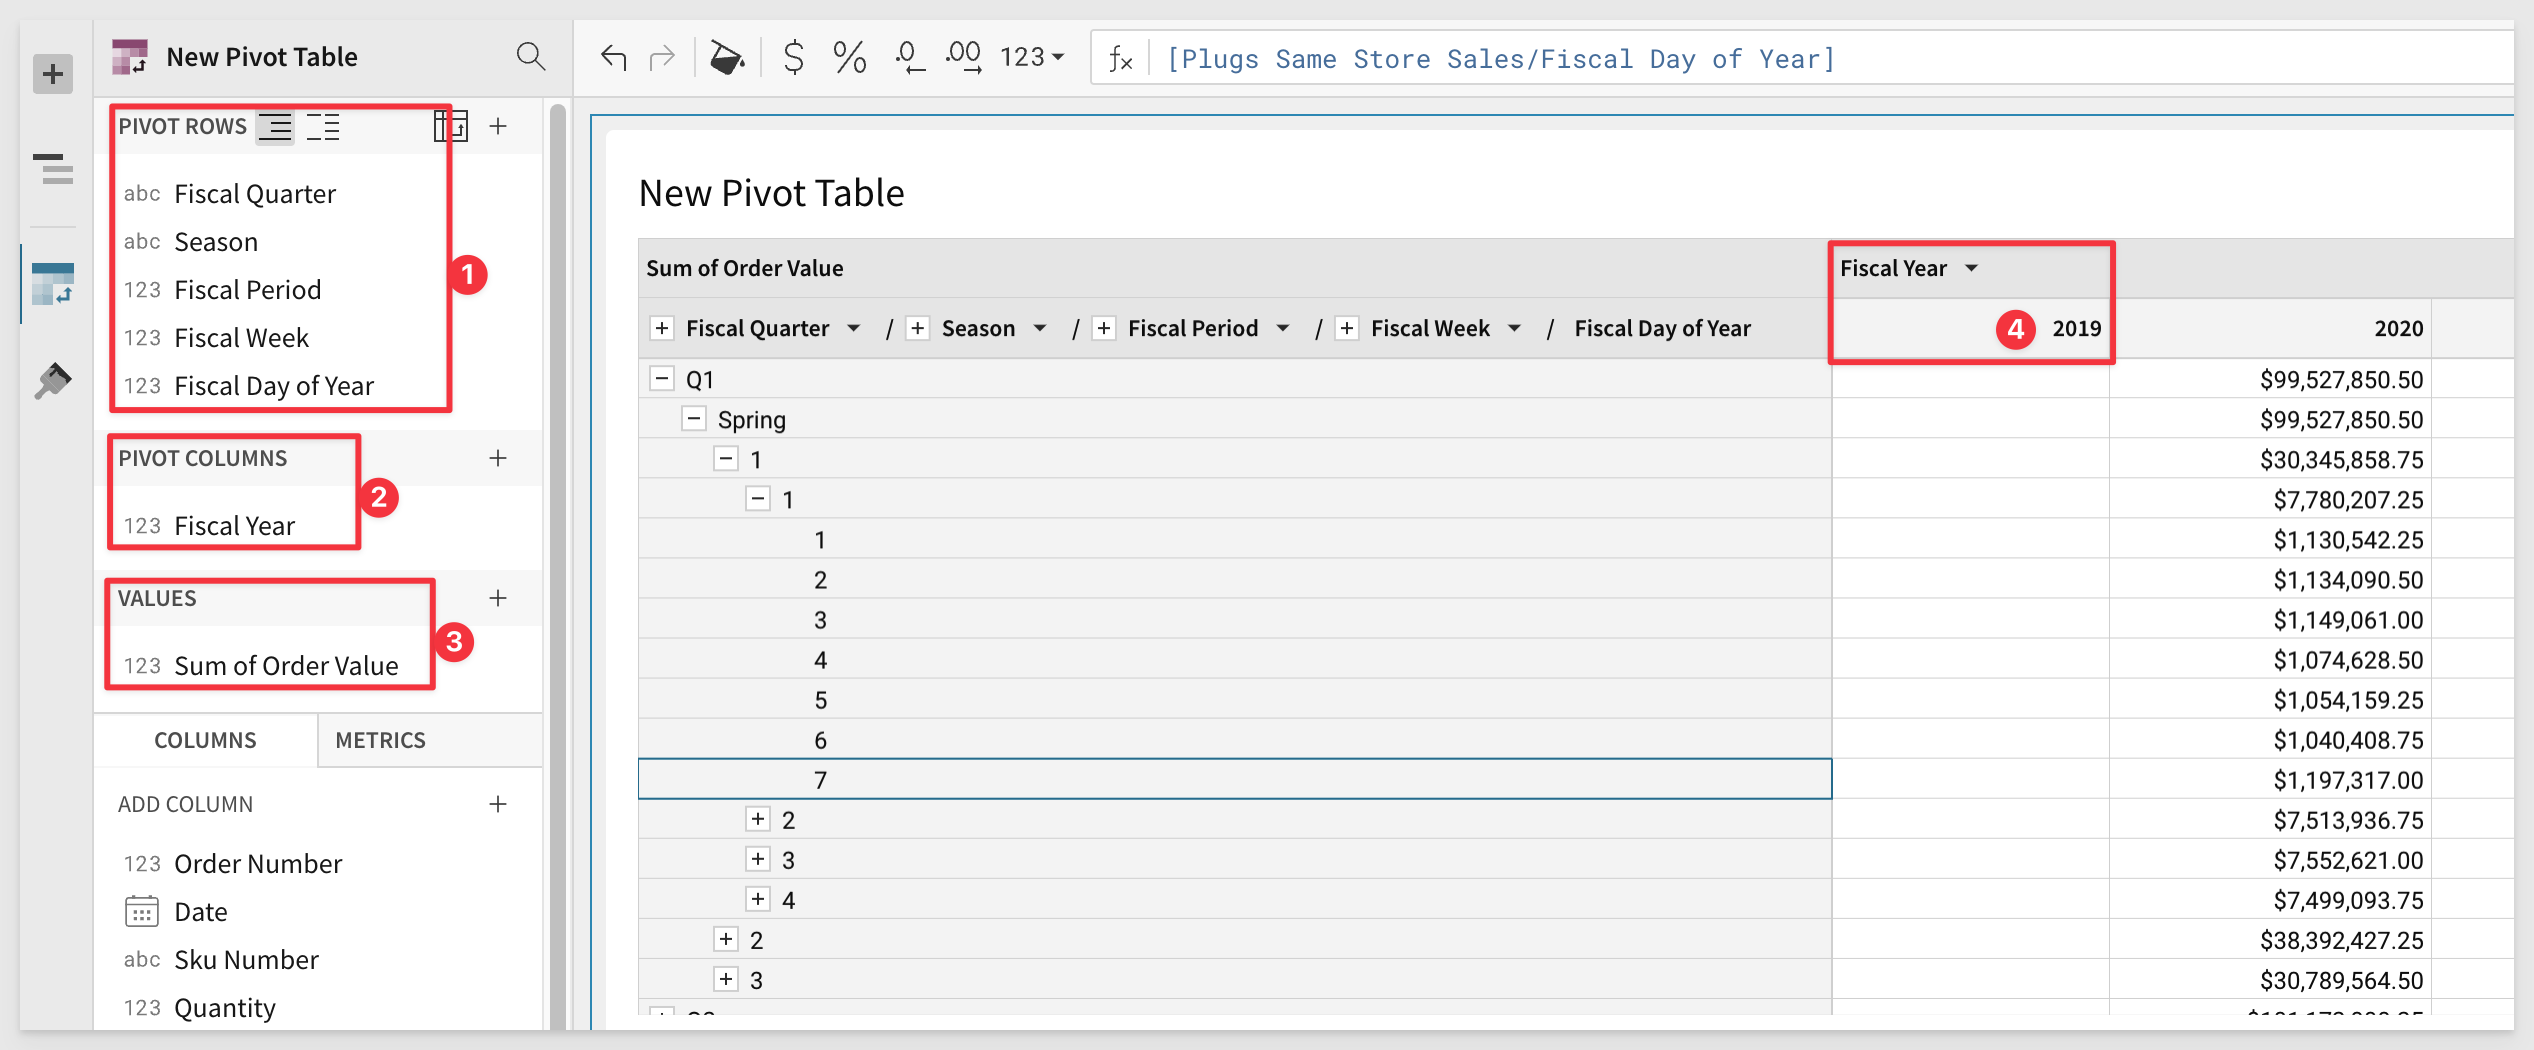 New Pivot Table
123
fx [Plugs Same Store Sales/Fiscal Day of Year]
PIVOT ROWS
abc Fiscal Quarter
abc Season
123 Fiscal Period
123 Fiscal Week
123 Fiscal Day of Year
1
PIVOT COLUMNS
123 Fiscal Year
2
VALUES
123 Sum of Order Value
3
COLUMNS METRICS
ADD COLUMN
123 Order Number
Date
abc Sku Number
123 Quantity
New Pivot Table
Sum of Order Value Fiscal Year
Fiscal Quarter / Season / Fiscal Period / Fiscal Week / Fiscal Day of Year 4 2019 2020
Q1 $99,527,850.50
Spring $99,527,850.50
1 $30,345,858.75
1 $7,780,207.25
1 $1,130,542.25
2 $1,134,090.50
3 $1,149,061.00
4 $1,074,628.50
5 $1,054,159.25
6 $1,040,408.75
7 $1,197,317.00
2 $7,513,936.75
3 $7,552,621.00
4 $7,499,093.75
2 $38,392,427.25
3 $30,789,564.50